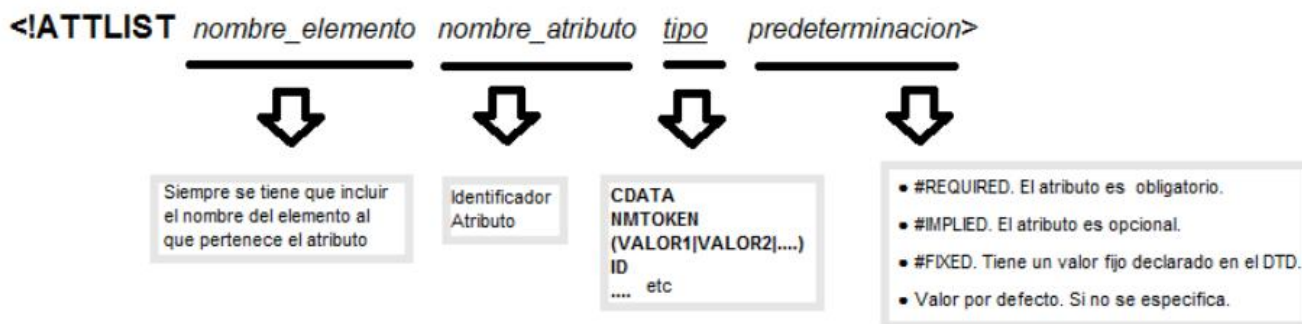 <!ATTLIST nombre_elemento nombre_atributo tipo predeterminacion>
Siempre se tiene que incluir
el nombre del elemento al
que pertenece el atributo
Identificador
Atributo
CDATA
NMTOKEN
(VALOR1|VALOR2|....)
ID
.... etc
• #REQUIRED. El atributo es obligatorio.
• #IMPLIED. El atributo es opcional.
• #FIXED. Tiene un valor fijo declarado en el DTD.
• Valor por defecto. Si no se especifica.